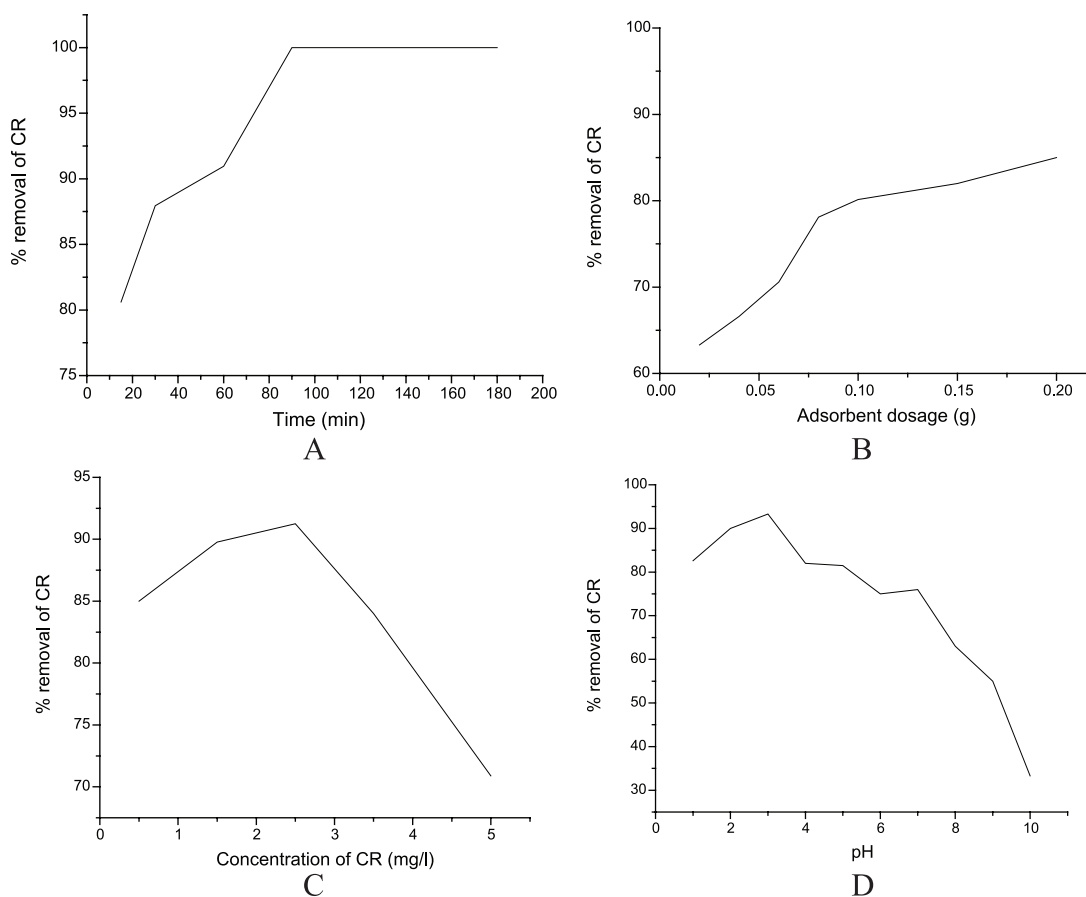 100
95
90
85
80
75
% removal of CR
0 20 40 60 80 100 120 140 160 180 200
Time (min)
A
100
90
80
70
60
% removal of CR
0.00 0.05 0.10 0.15 0.20
Adsorbent dosage (g)
B
95
90
85
80
75
70
% removal of CR
0 1 2 3 4 5
Concentration of CR (mg/l)
C
100
90
80
70
60
50
40
30
% removal of CR
0 2 4 6 8 10
pH
D